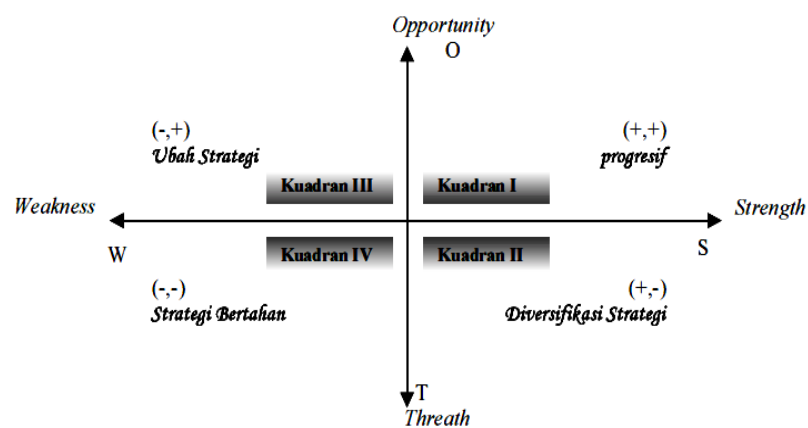 Opportunity
O
(-,+)
Ubah Strategi
(+,+)
progresif
Kuadran III
Kuadran I
Weakness
Strength
W
S
Kuadran IV
Kuadran II
(-,-)
Strategi Bertahan
(+,-)
Diversifikasi Strategi
T
Threath